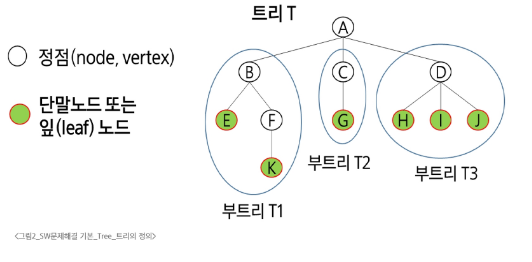 트리 T
정점(node, vertex)
단말노드 또는
잎(leaf) 노드
A
B
C
D
E
F
G
H
I
J
K
부트리 T1
부트리 T2
부트리 T3
<그림2_SW문제해결 기본_Tree_트리의 정의>